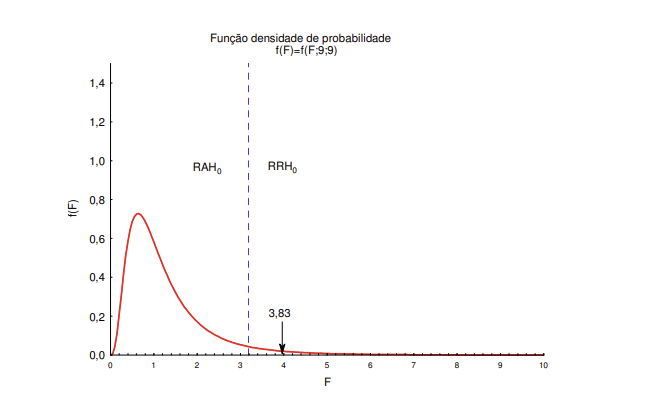 Função densidade de probabilidade
f(F)=f(F;9;9)
1,4
1,2
1,0
RAH0 RRH0
0,8
f(F)
0,6
0,4
3,83
0,2
0,0
0 1 2 3 4 5 6 7 8 9 10
F